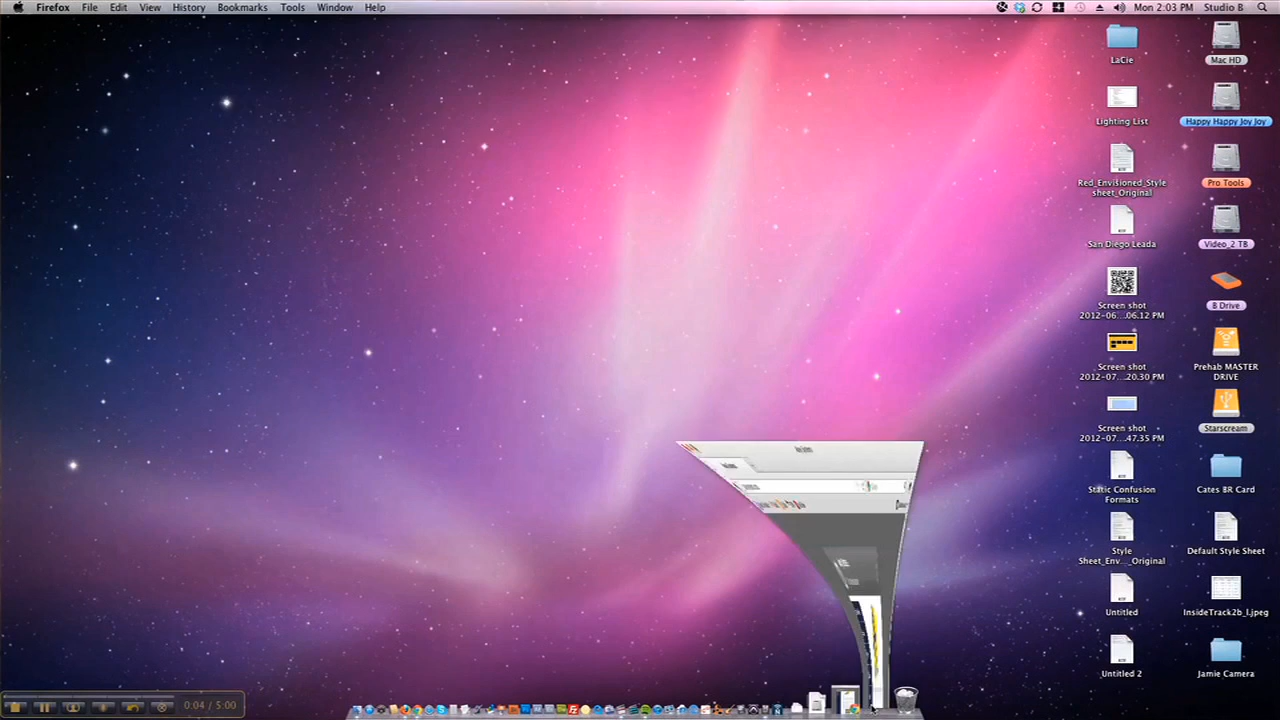 Firefox File Edit View History Bookmarks Tools Window Help
Mon 2:03 PM Studio B
LaCie
Mac HD
Lighting List
Happy Happy Joy Joy
Red_Envisioned_Style
sheet_Original
Pro Tools
San Diego Leada
Video_2 TB
Screen shot
2012-06....06.12 PM
B Drive
Screen shot
2012-07....20.30 PM
Prehab MASTER
DRIVE
Screen shot
2012-07....47.35 PM
Starscream
Static Confusion
Formats
Cates BR Card
Style
Sheet_Env..._Original
Default Style Sheet
Untitled
InsideTrack2b_l.jpeg
Untitled 2
Jamie Camera
0:04 / 5:00